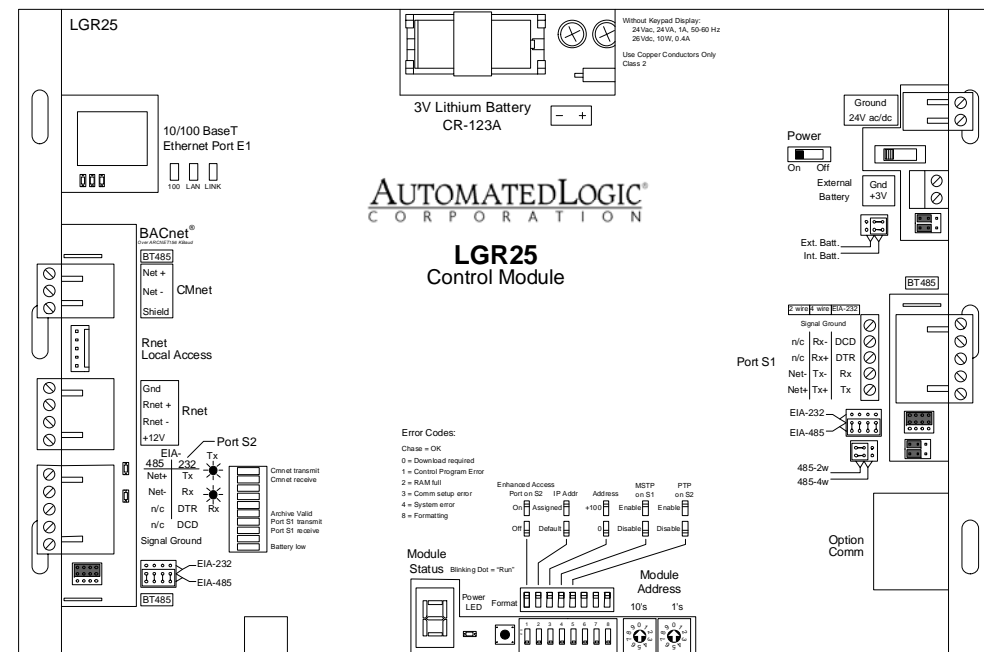 LGR25
Without Keypad Display:
24Vac, 24VA, 1A, 50-60 Hz
26Vdc, 10W, 0.4A
Use Copper Conductors Only
Class 2
3V Lithium Battery
CR-123A
- +
10/100 BaseT
Ethernet Port E1
100 LAN LINK
AUTOMATEDLOGIC®
CORPORATION
LGR25
Control Module
Ground
24V ac/dc
Power
On Off
External
Battery
Gnd
+3V
Ext. Batt.
Int. Batt.
BACnet®
Over ARCNET/156 KBaud
BT485
Net +
Net -
Shield
CMnet
Rnet
Local Access
Gnd
Rnet +
Rnet -
+12V
Rnet
Port S2
EIA-
485 232
Net+ Tx
Net- Rx
n/c DTR
n/c DCD
Signal Ground
Tx
Rx
EIA-232
EIA-485
BT485
Cmnet transmit
Cmnet receive
Archive Valid
Port S1 transmit
Port S1 receive
Battery low
BT485
2 wire 4 wire EIA-232
Signal Ground
n/c Rx- DCD
n/c Rx+ DTR
Net- Tx- Rx
Net+ Tx+ Tx
Port S1
EIA-232
EIA-485
485-2w
485-4w
Option
Comm
Error Codes:
Chase = OK
0 = Download required
1 = Control Program Error
2 = RAM full
3 = Comm setup error
4 = System error
8 = Formatting
Enhanced Access
Port on S2
On
Off
IP Addr
Assigned
Default
Address
+100
0
MSTP
on S1
Enable
Disable
PTP
on S2
Enable
Disable
Module
Status
Blinking Dot = "Run"
Power
LED
Format
1 2 3 4 5 6 7 8
Module
Address
10's 1's